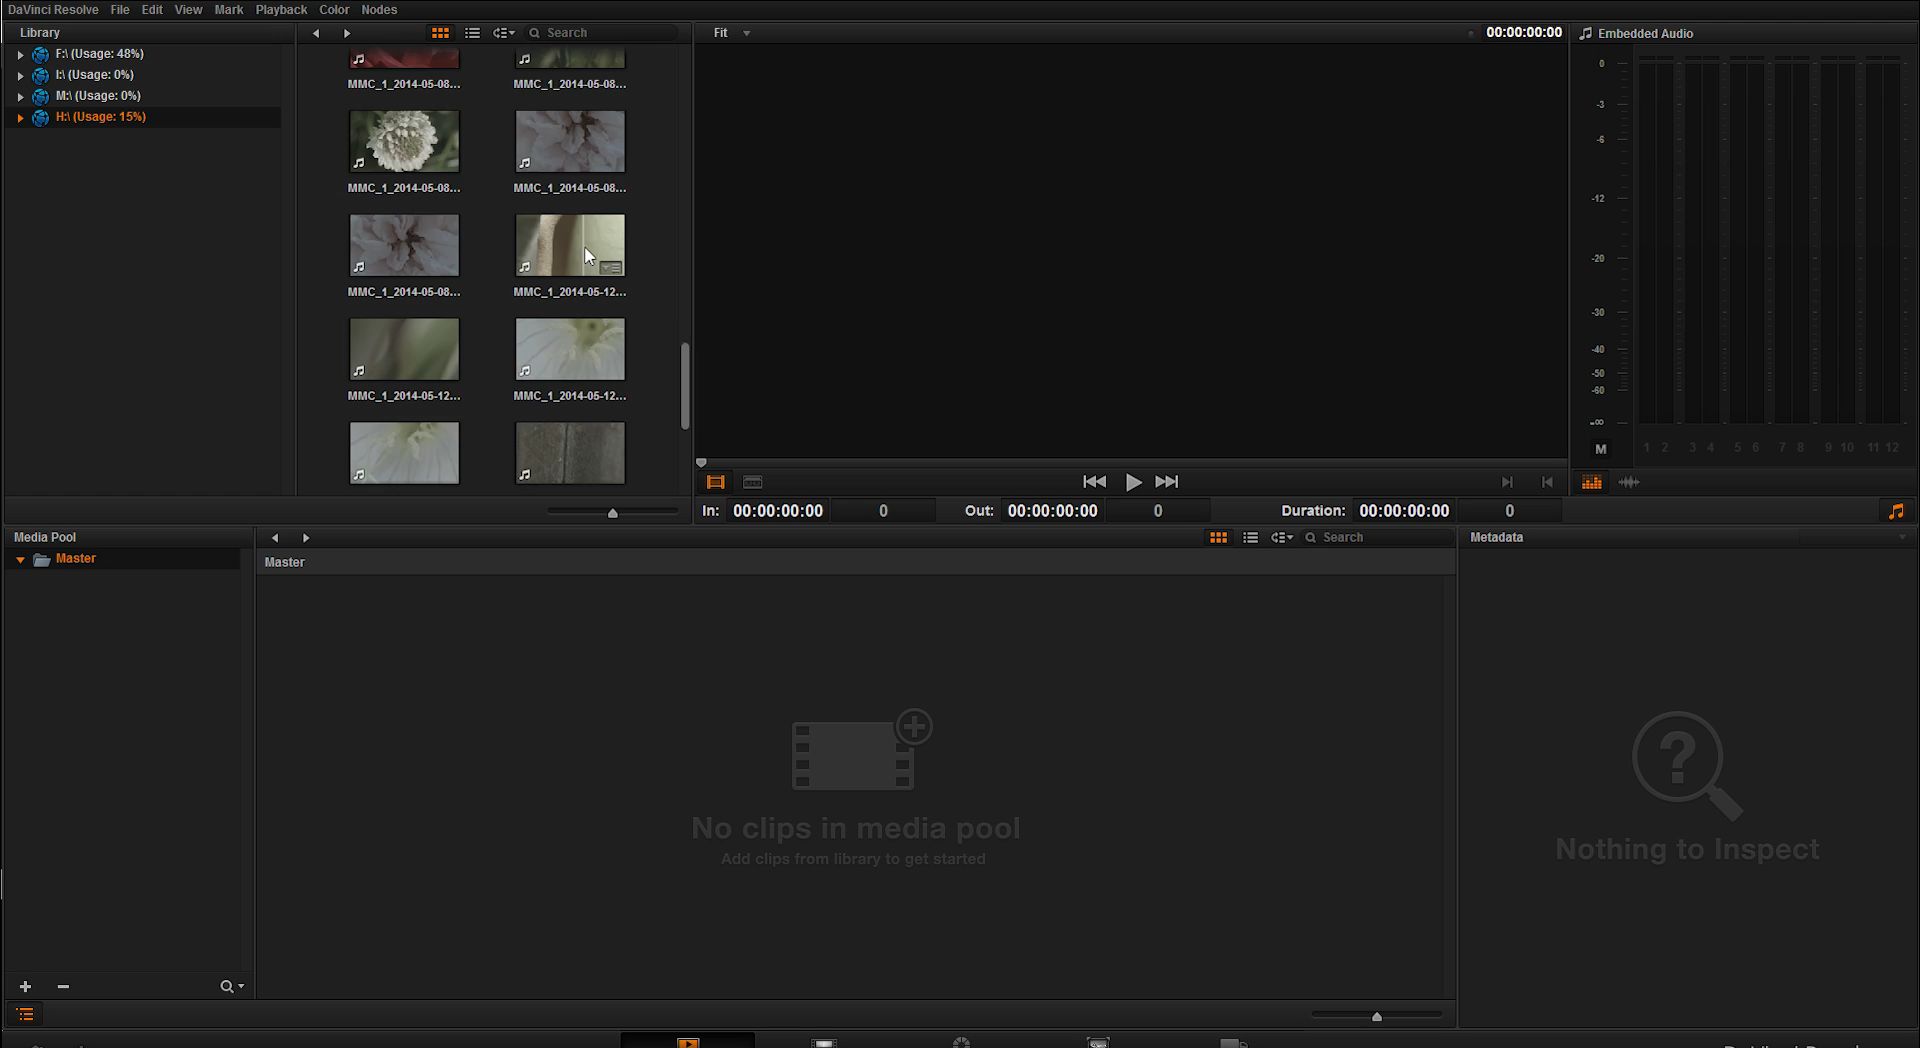 DaVinci Resolve File Edit View Mark Playback Color Nodes
Library
Search
Fit
00:00:00:00
Embedded Audio
F:\ (Usage: 48%)
I:\ (Usage: 0%)
M:\ (Usage: 0%)
H:\ (Usage: 15%)
MMC_1_2014-05-08... MMC_1_2014-05-08...
MMC_1_2014-05-08... MMC_1_2014-05-08...
MMC_1_2014-05-08... MMC_1_2014-05-12...
MMC_1_2014-05-12... MMC_1_2014-05-12...
0
-3
-6
-12
-20
-30
-40
-50
-60
-∞
M 1 2 3 4 5 6 7 8 9 10 11 12
In: 00:00:00:00 0 Out: 00:00:00:00 0 Duration: 00:00:00:00 0
Media Pool
Search
Metadata
Master
Master
No clips in media pool
Add clips from library to get started
?
Nothing to Inspect